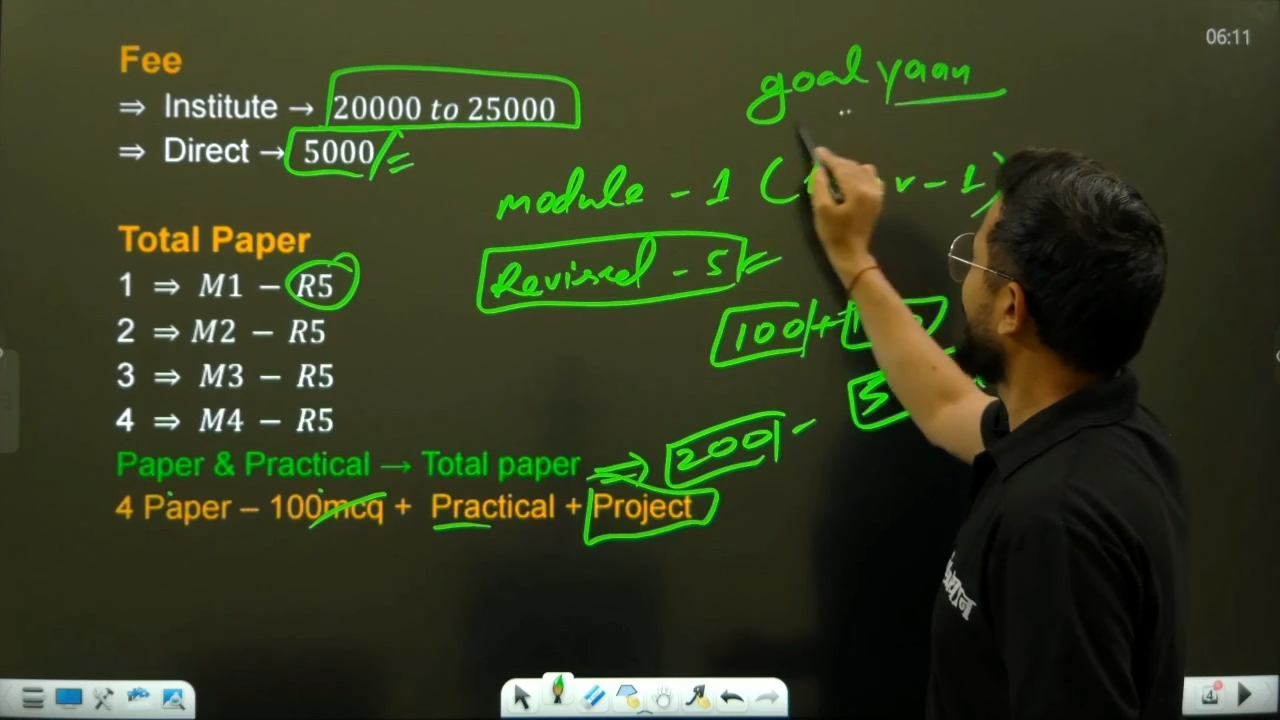 06:11
Fee
⇒ Institute → 20000 to 25000
⇒ Direct → 5000/=
goal yaan
module - 1 ( v - 1)
Revised - 5
Total Paper
1 ⇒ M1 - R5
2 ⇒ M2 - R5
3 ⇒ M3 - R5
4 ⇒ M4 - R5
100 +
Paper & Practical → Total paper ⇒ 200
4 Paper – 100mcq + Practical + Project
4